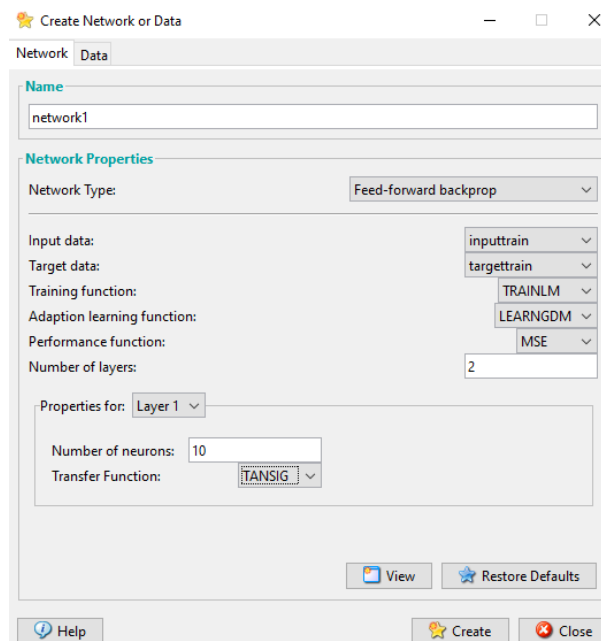 Create Network or Data
Network Data
Name
network1
Network Properties
Network Type: Feed-forward backprop
Input data: inputtrain
Target data: targettrain
Training function: TRAINLM
Adaption learning function: LEARNGDM
Performance function: MSE
Number of layers: 2
Properties for: Layer 1
Number of neurons: 10
Transfer Function: TANSIG
View Restore Defaults
Help Create Close